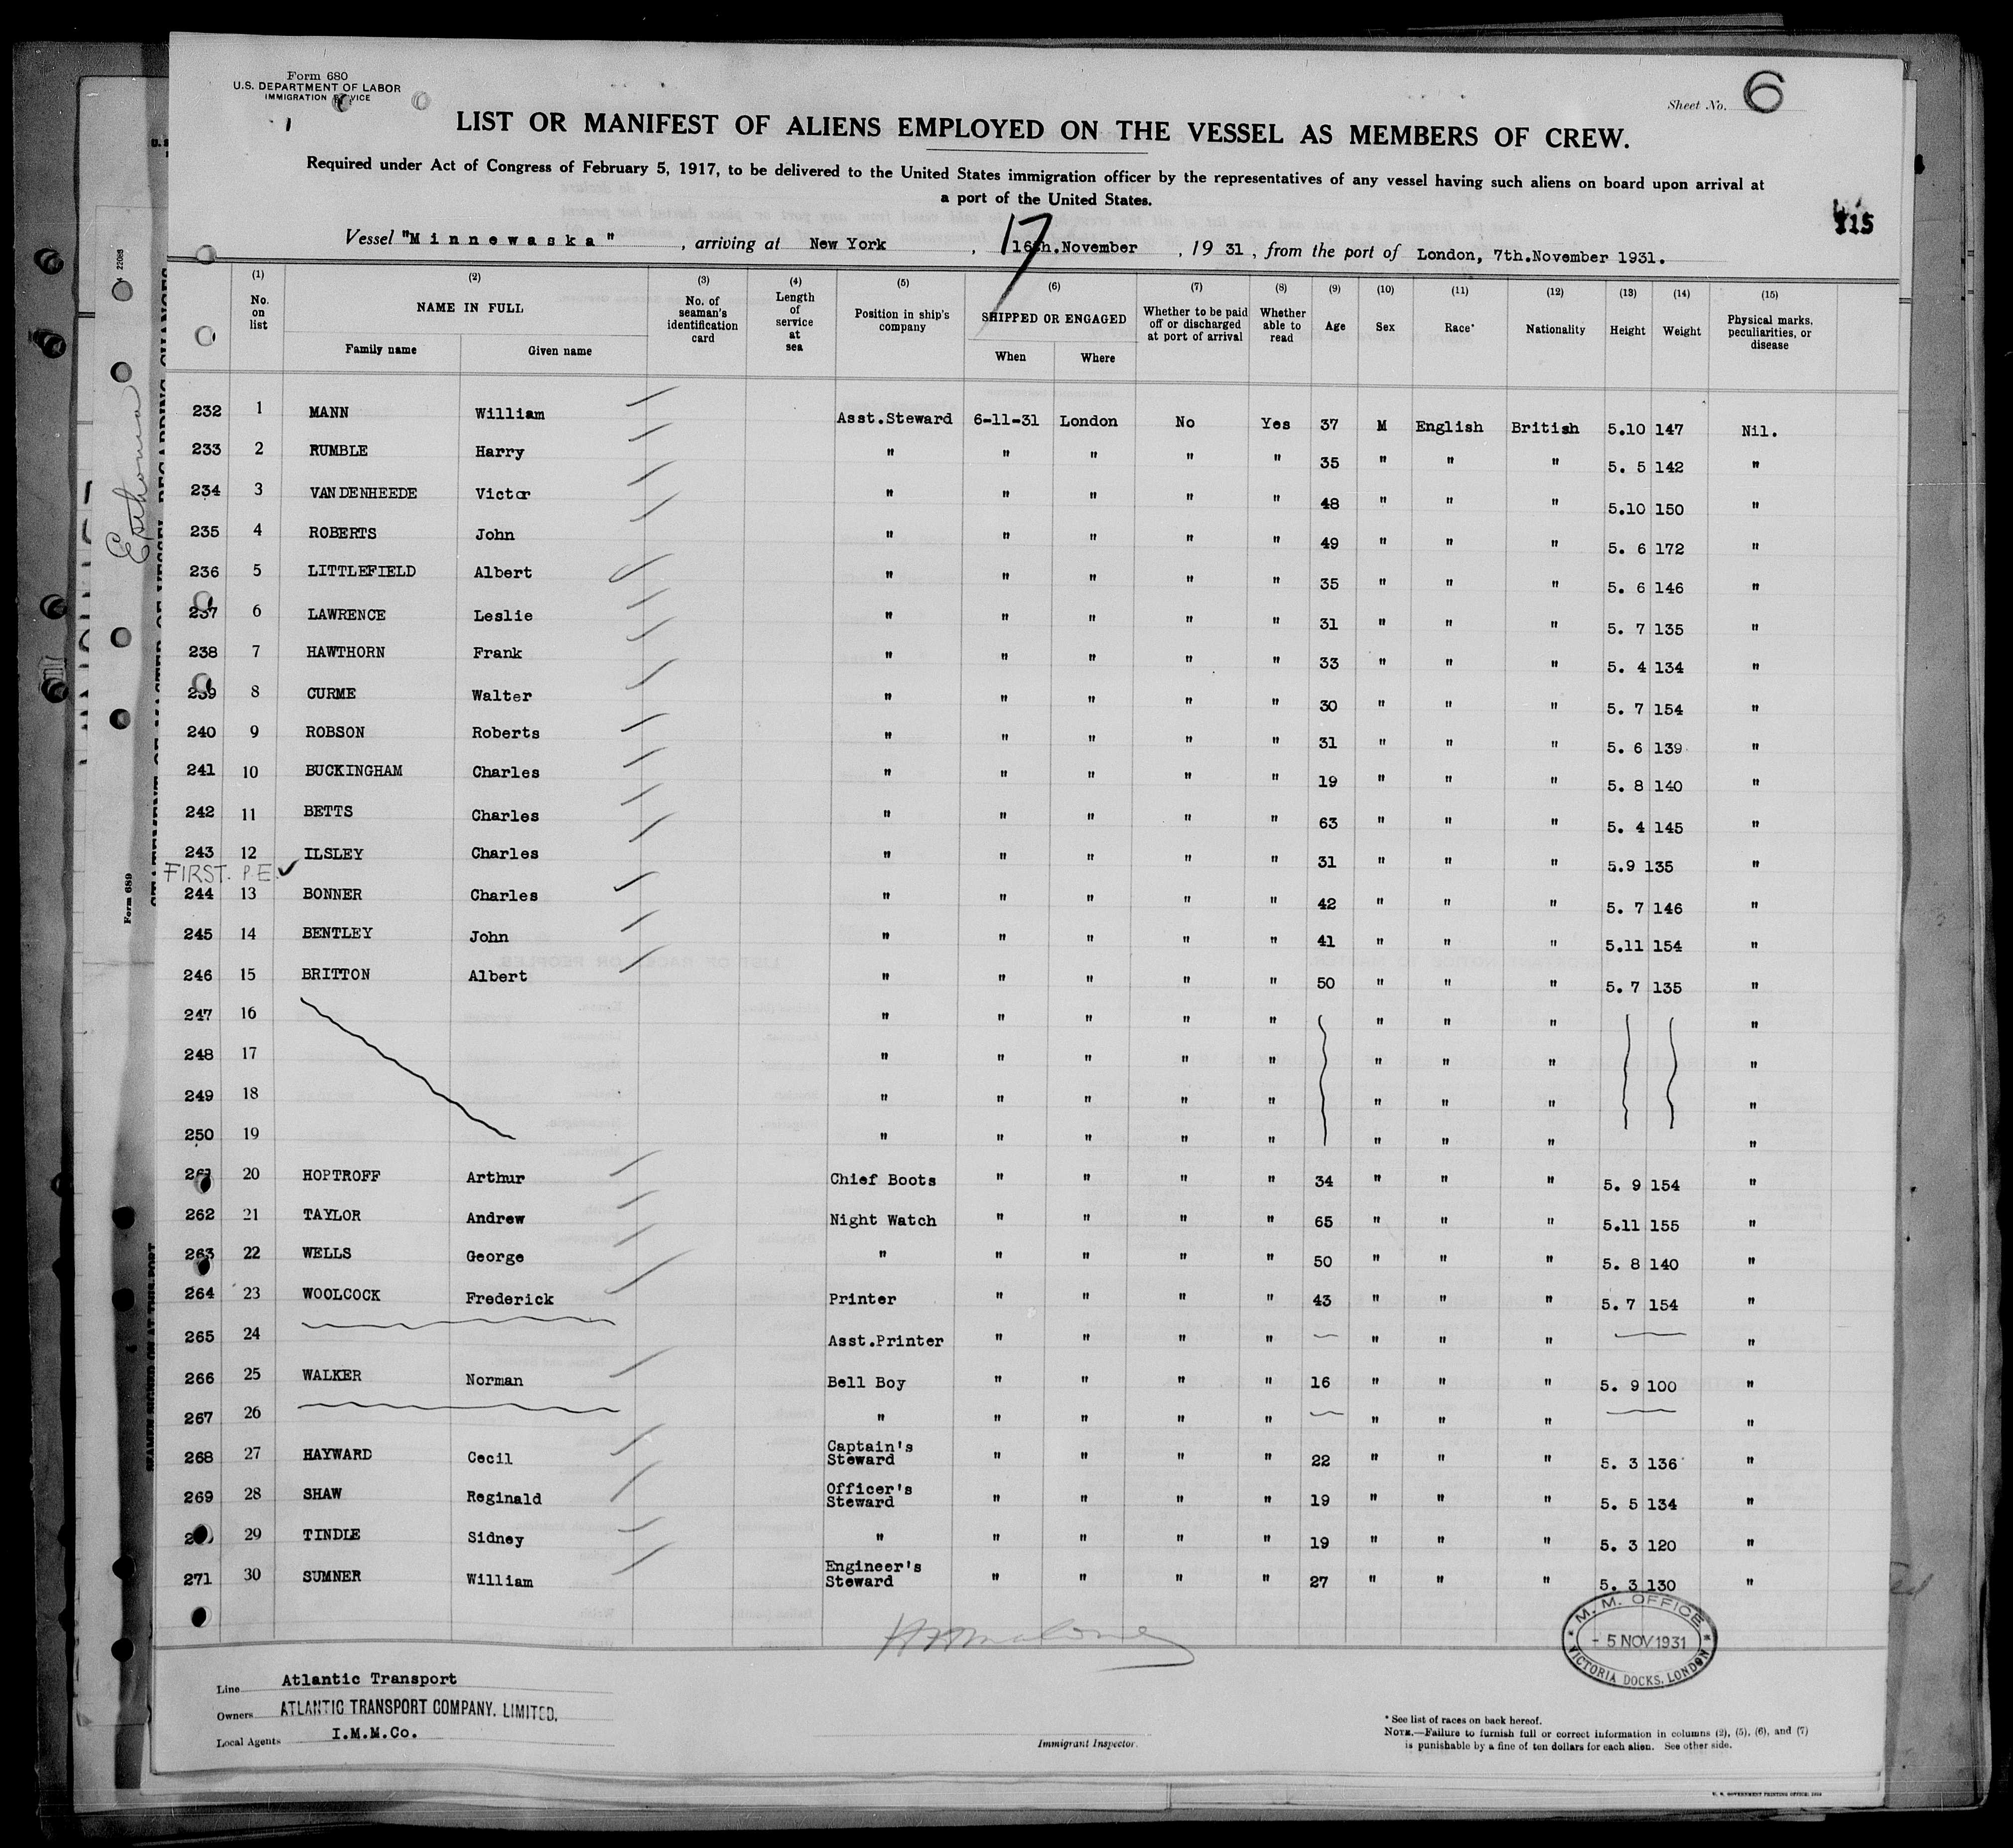 Form 680
U.S. DEPARTMENT OF LABOR
IMMIGRATION SERVICE
Sheet No. 6
LIST OR MANIFEST OF ALIENS EMPLOYED ON THE VESSEL AS MEMBERS OF CREW.
Required under Act of Congress of February 5, 1917, to be delivered to the United States immigration officer by the representatives of any vessel having such aliens on board upon arrival at
a port of the United States.
115
17
Vessel "Minnewaska" , arriving at New York , 16th.November , 19 31 , from the port of London, 7th.November 1931.
(1) (2) (3) (4) (5) (6) (7) (8) (9) (10) (11) (12) (13) (14) (15)
No. on list NAME IN FULL Family name Given name No. of seaman's identification card Length of service at sea Position in ship's company SHIPPED OR ENGAGED When Where Whether to be paid off or discharged at port of arrival Whether able to read Age Sex Race* Nationality Height Weight Physical marks, peculiarities, or disease
232 1 MANN William Asst.Steward 6-11-31 London No Yes 37 M English British 5.10 147 Nil.
233 2 RUMBLE Harry " " " " " 35 " " " 5. 5 142 "
234 3 VANDENHEEDE Victor " " " " " 48 " " " 5.10 150 "
235 4 ROBERTS John " " " " " 49 " " " 5. 6 172 "
236 5 LITTLEFIELD Albert " " " " " 35 " " " 5. 6 146 "
237 6 LAWRENCE Leslie " " " " " 31 " " " 5. 7 135 "
238 7 HAWTHORN Frank " " " " " 33 " " " 5. 4 134 "
239 8 CURME Walter " " " " " 30 " " " 5. 7 154 "
240 9 ROBSON Roberts " " " " " 31 " " " 5. 6 139 "
241 10 BUCKINGHAM Charles " " " " " 19 " " " 5. 8 140 "
242 11 BETTS Charles " " " " " 63 " " " 5. 4 145 "
243 12 ILSLEY Charles " " " " " 31 " " " 5.9 135 "
FIRST. P.E. ✓
244 13 BONNER Charles " " " " " 42 " " " 5. 7 146 "
245 14 BENTLEY John " " " " " 41 " " " 5.11 154 "
246 15 BRITTON Albert " " " " " 50 " " " 5. 7 135 "
247 16 " " " " " " " " "
248 17 " " " " " " " " "
249 18 " " " " " " " " "
250 19 " " " " " " " " "
261 20 HOPTROFF Arthur Chief Boots " " " " 34 " " " 5. 9 154 "
262 21 TAYLOR Andrew Night Watch " " " " 65 " " " 5.11 155 "
263 22 WELLS George " " " " " 50 " " " 5. 8 140 "
264 23 WOOLCOCK Frederick Printer " " " " 43 " " " 5. 7 154 "
265 24 Asst.Printer " " " " — " " " — "
266 25 WALKER Norman Bell Boy " " " " 16 " " " 5. 9 100 "
267 26 " " " " " — " " " — "
268 27 HAYWARD Cecil Captain's Steward " " " " 22 " " " 5. 3 136 "
269 28 SHAW Reginald Officer's Steward " " " " 19 " " " 5. 5 134 "
29 TINDLE Sidney " " " " " 19 " " " 5. 3 120 "
271 30 SUMNER William Engineer's Steward " " " " 27 " " " 5. 3 130 "
M. M. OFFICE
- 5 NOV 1931
VICTORIA DOCKS, LONDON
Line Atlantic Transport
Owners ATLANTIC TRANSPORT COMPANY, LIMITED.
Local Agents I.M.M.Co.
Immigrant Inspector.
* See list of races on back hereof.
NOTE.—Failure to furnish full or correct information in columns (2), (5), (6), and (7)
is punishable by a fine of ten dollars for each alien. See other side.
Form 689